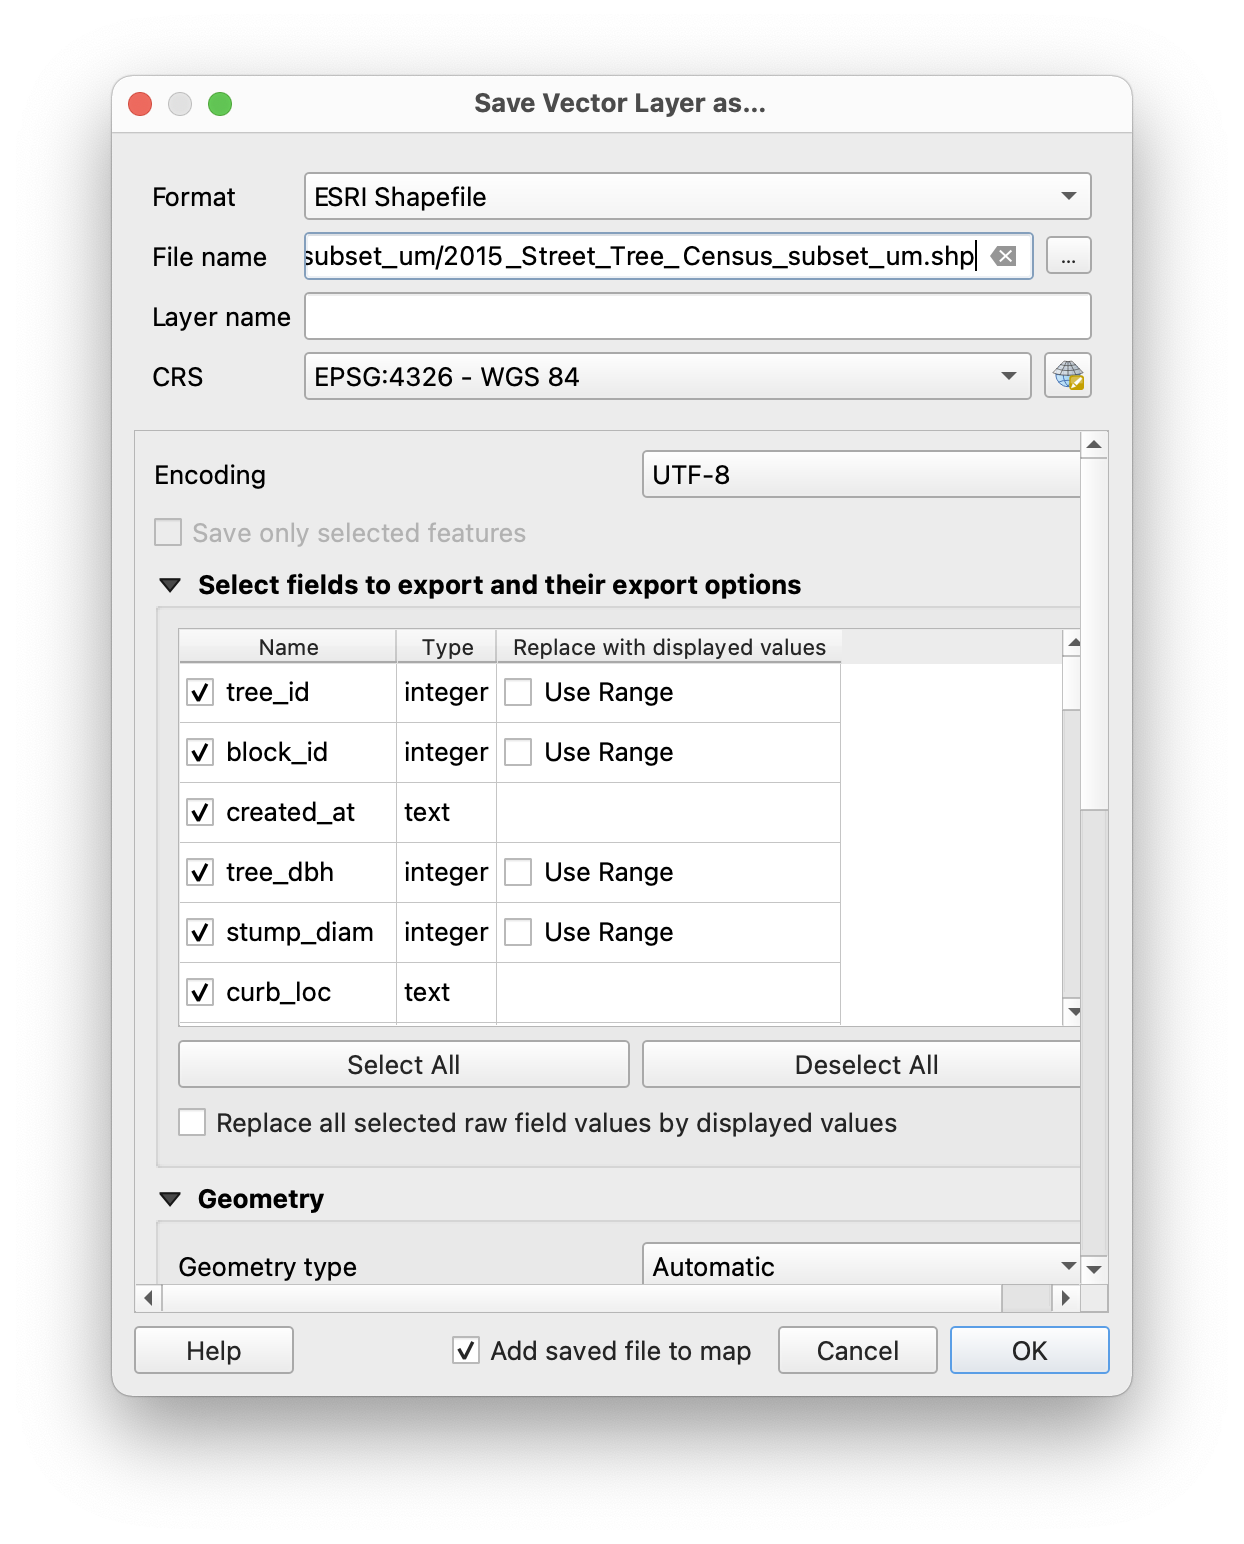 Save Vector Layer as...
Format ESRI Shapefile
File name subset_um/2015_Street_Tree_Census_subset_um.shp ...
Layer name
CRS EPSG:4326 - WGS 84
Encoding UTF-8
Save only selected features
Select fields to export and their export options
Name Type Replace with displayed values
tree_id integer Use Range
block_id integer Use Range
created_at text
tree_dbh integer Use Range
stump_diam integer Use Range
curb_loc text
Select All Deselect All
Replace all selected raw field values by displayed values
Geometry
Geometry type Automatic
Help Add saved file to map Cancel OK